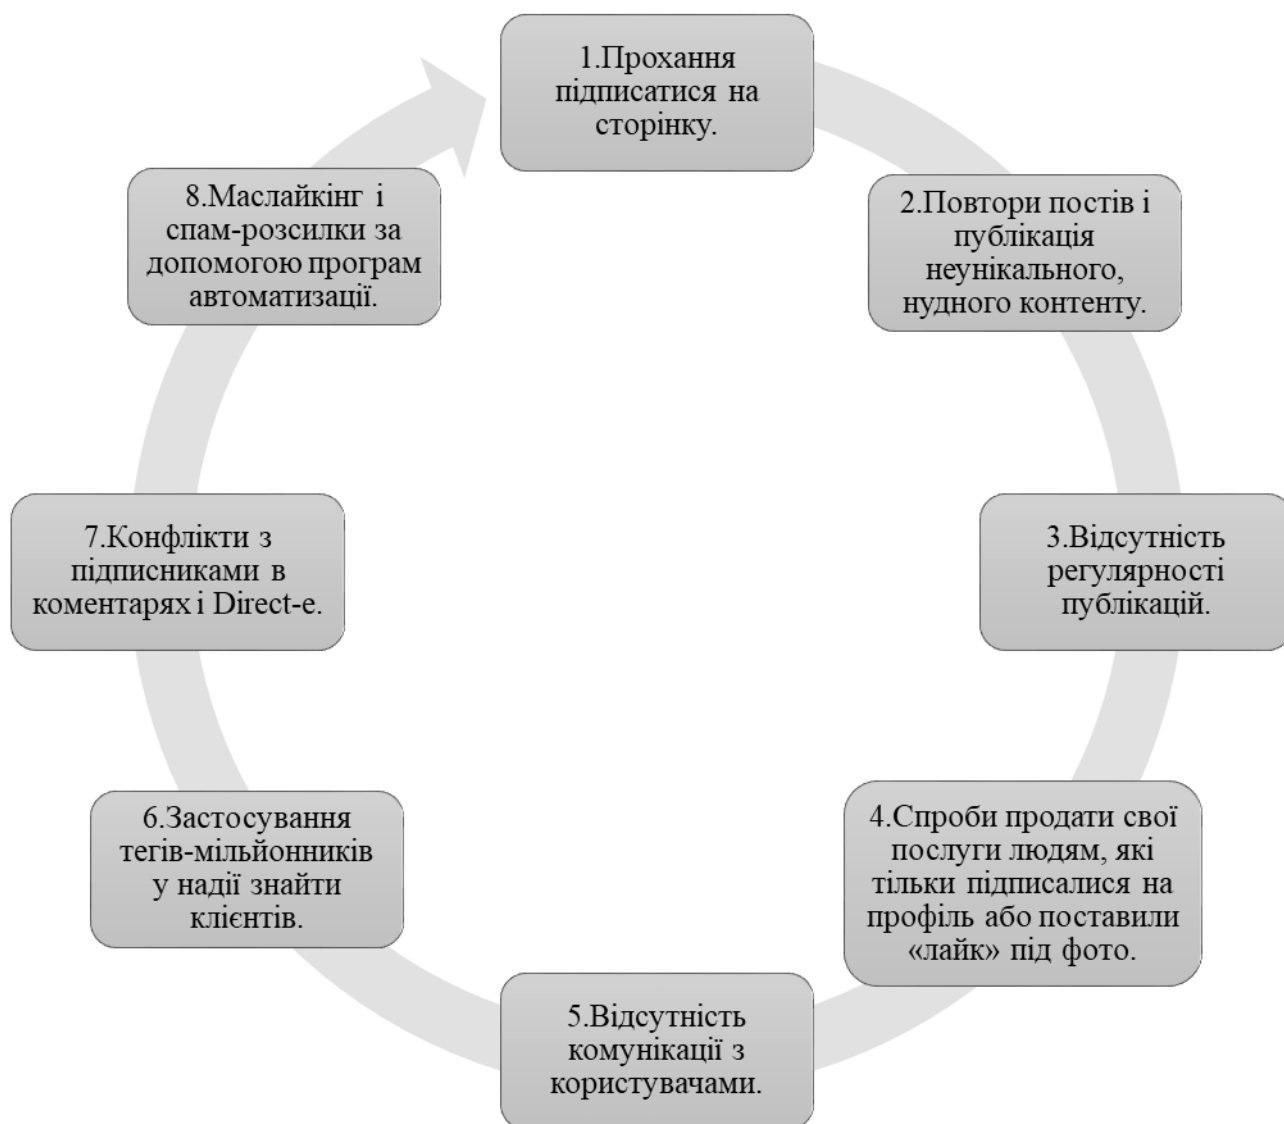 1.Прохання
підписатися на
сторінку.
2.Повтори постів і
публікація
неунікального,
нудного контенту.
3.Відсутність
регулярності
публікацій.
4.Спроби продати свої
послуги людям, які
тільки підписалися на
профіль або поставили
«лайк» під фото.
5.Відсутність
комунікації з
користувачами.
6.Застосування
тегів-мільйонників
у надії знайти
клієнтів.
7.Конфлікти з
підписниками в
коментарях і Direct-е.
8.Маслайкінг і
спам-розсилки за
допомогою програм
автоматизації.